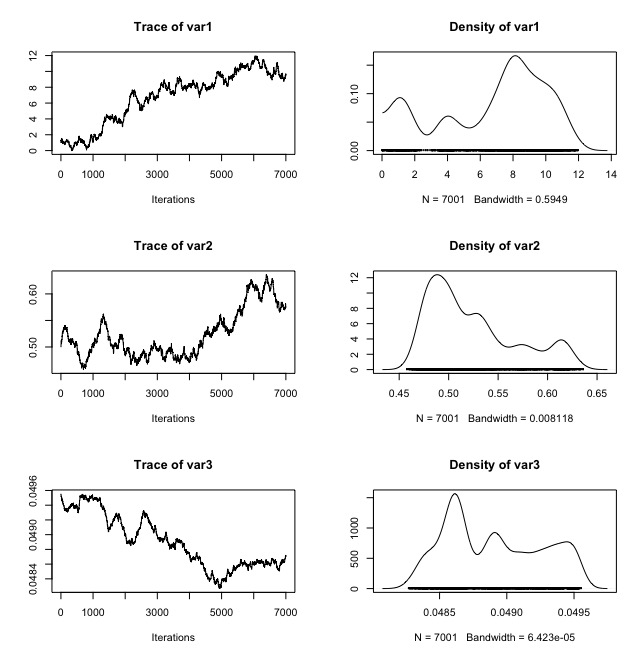 Trace of var1
Density of var1
12
8
6
4
2
0
0 1000 3000 5000 7000
Iterations
0.10
0.00
0 2 4 6 8 10 12 14
N = 7001 Bandwidth = 0.5949
Trace of var2
Density of var2
0.60
0.50
0 1000 3000 5000 7000
Iterations
12
8
6
4
2
0
0.45 0.50 0.55 0.60 0.65
N = 7001 Bandwidth = 0.008118
Trace of var3
Density of var3
0.0496
0.0490
0.0484
0 1000 3000 5000 7000
Iterations
1000
500
0
0.0485 0.0490 0.0495
N = 7001 Bandwidth = 6.423e-05